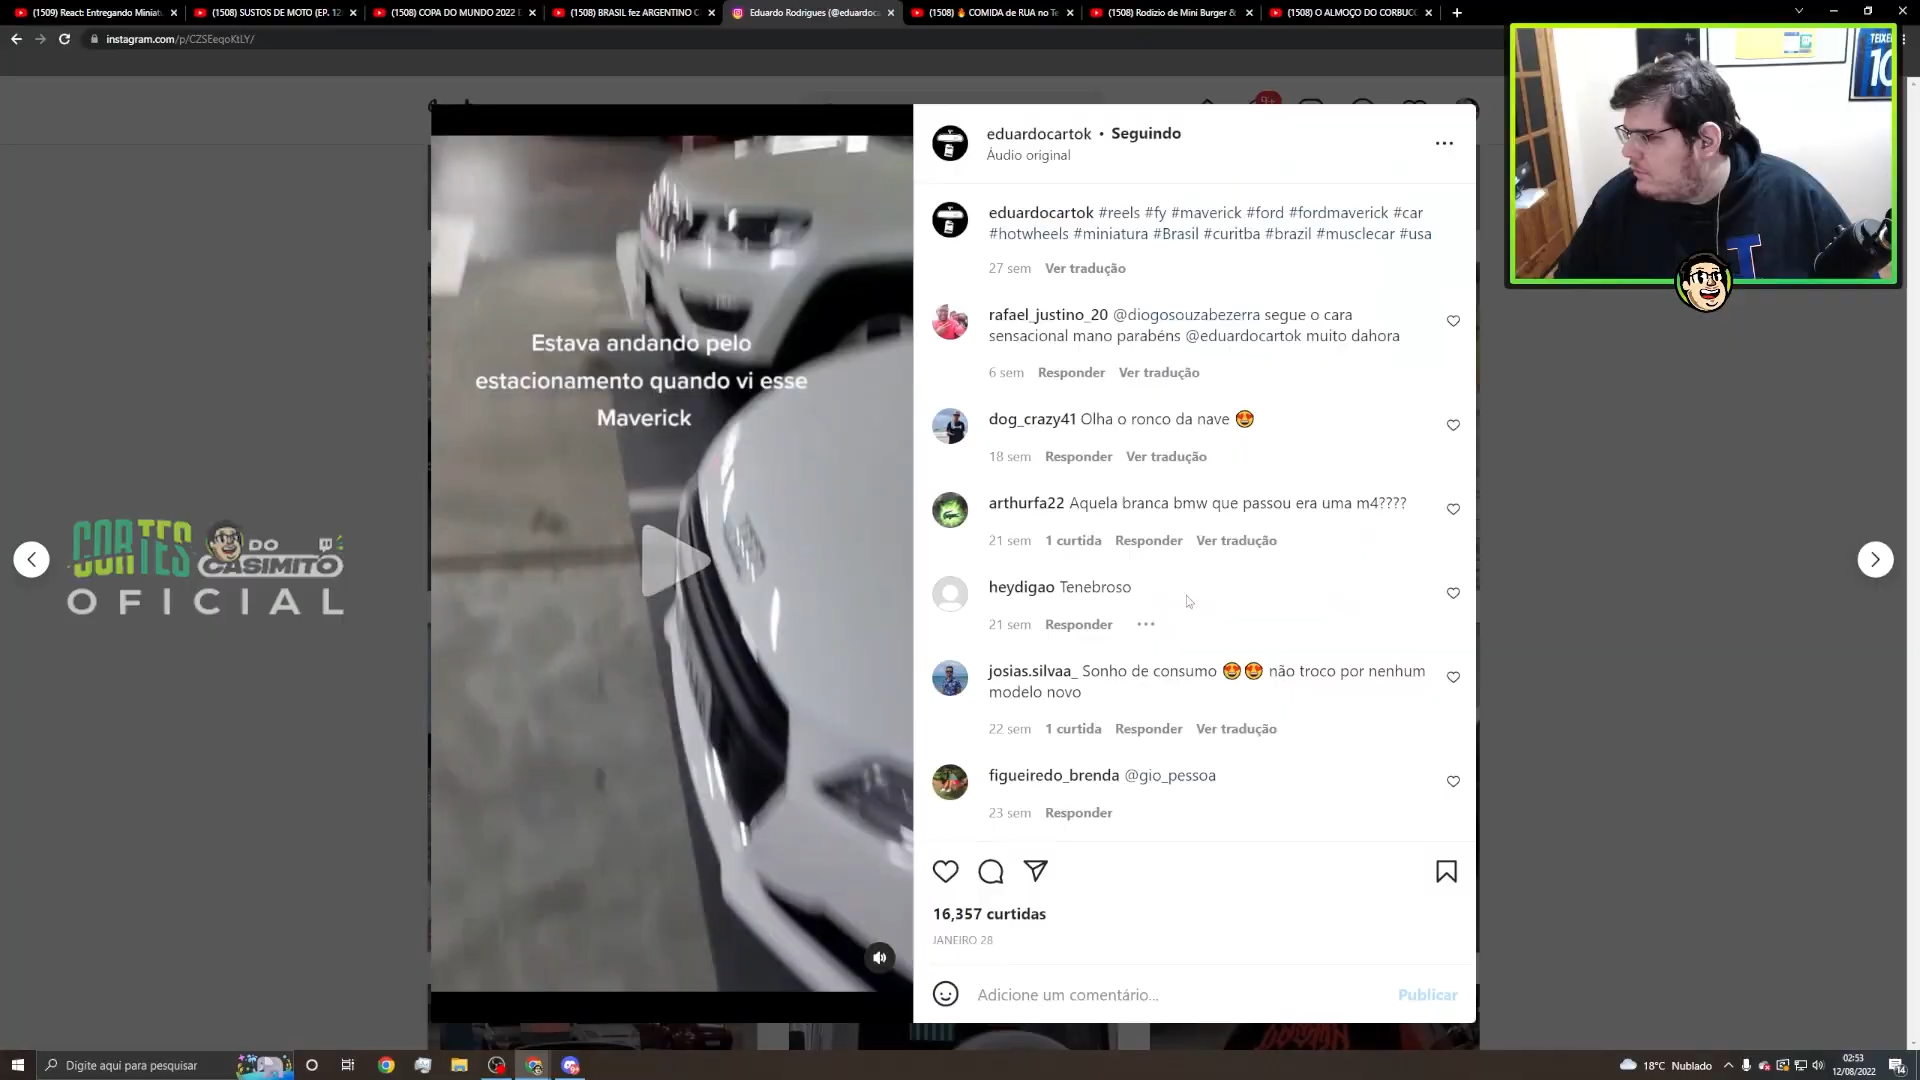 (1509) React: Entregando Miniat
(1508) SUSTOS DE MOTO (EP. 12
(1508) COPA DO MUNDO 2022
(1508) BRASIL fez ARGENTINO C
Eduardo Rodrigues (@eduardoc
(1508) 🔥 COMIDA de RUA no Te
(1508) Rodízio de Mini Burger &
(1508) O ALMOÇO DO CORBUC
instagram.com/p/CZSEeqoKtLY/
TEIXE
10
9+
eduardocartok • Seguindo
Áudio original
eduardocartok #reels #fy #maverick #ford #fordmaverick #car
#hotwheels #miniatura #Brasil #curitba #brazil #musclecar #usa
27 sem Ver tradução
rafael_justino_20 @diogosouzabezerra segue o cara
sensacional mano parabéns @eduardocartok muito dahora
6 sem Responder Ver tradução
Estava andando pelo
estacionamento quando vi esse
Maverick
dog_crazy41 Olha o ronco da nave 😍
18 sem Responder Ver tradução
arthurfa22 Aquela branca bmw que passou era uma m4????
21 sem 1 curtida Responder Ver tradução
CORTES DO
CASIMITO
OFICIAL
heydigao Tenebroso
21 sem Responder ...
josias.silvaa_ Sonho de consumo 😍😍 não troco por nenhum
modelo novo
22 sem 1 curtida Responder Ver tradução
figueiredo_brenda @gio_pessoa
23 sem Responder
16,357 curtidas
JANEIRO 28
Adicione um comentário...
Publicar
Digite aqui para pesquisar
18°C Nublado
02:53
12/08/2022
14